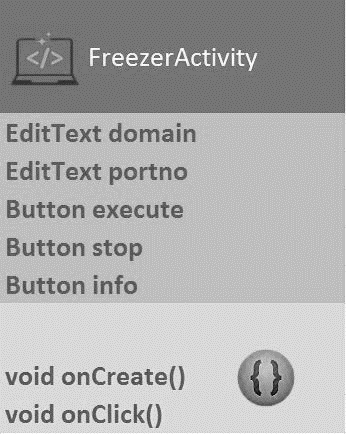 FreezerActivity
EditText domain
EditText portno
Button execute
Button stop
Button info
void onCreate()
void onClick()